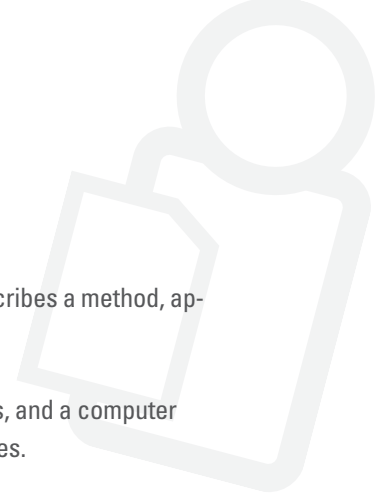 cribes a method, ap-
s, and a computer
es.